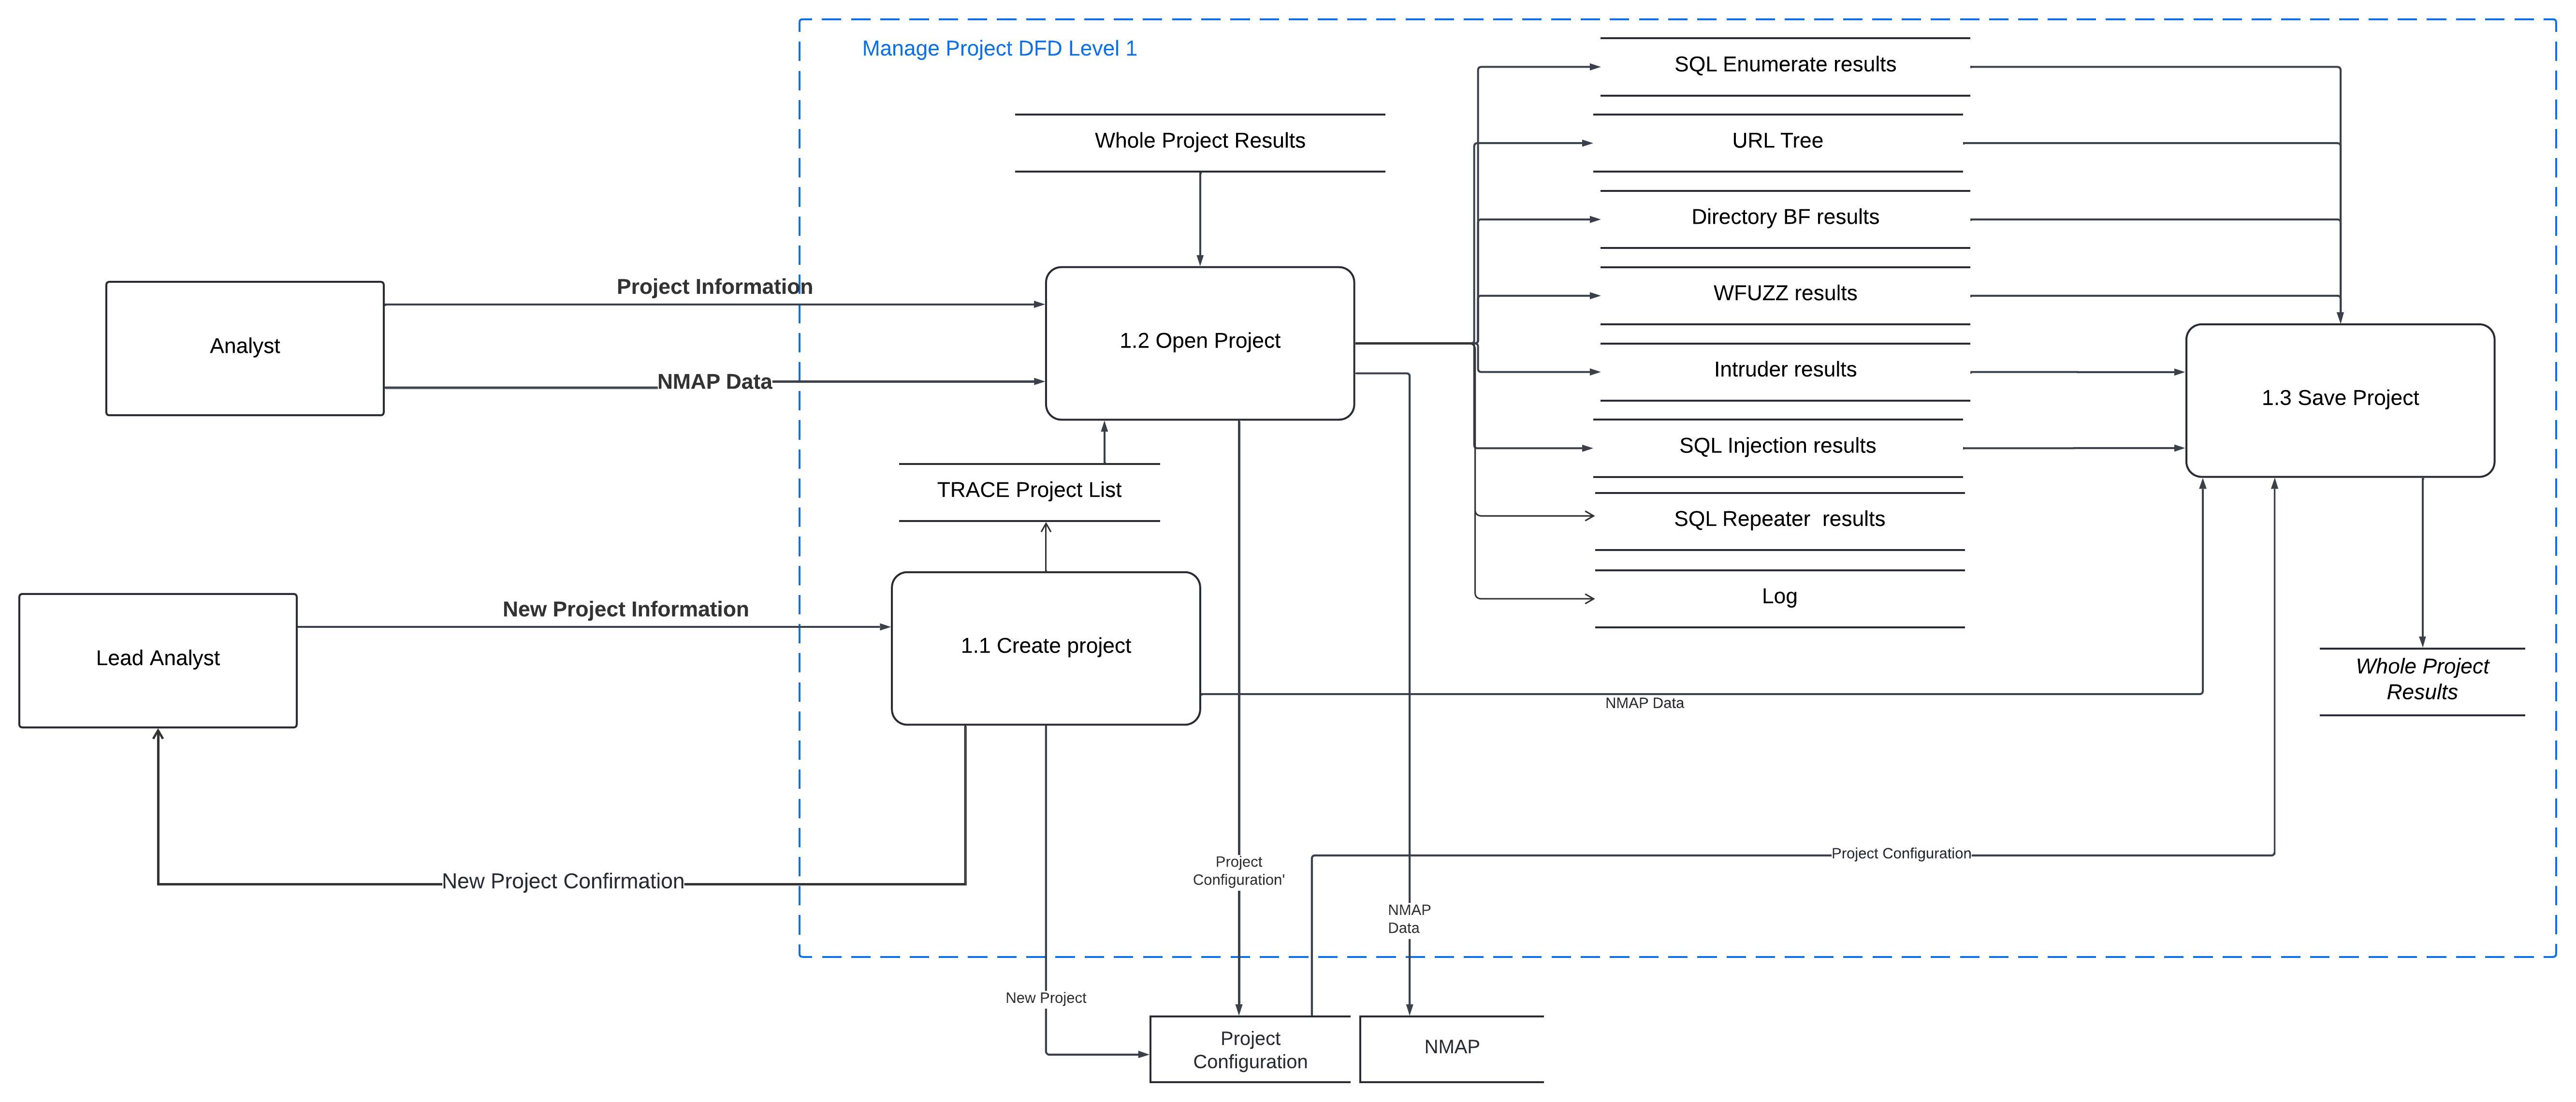 Manage Project DFD Level 1
SQL Enumerate results
Whole Project Results
URL Tree
Directory BF results
Project Information
WFUZZ results
Analyst
1.2 Open Project
NMAP Data
Intruder results
1.3 Save Project
SQL Injection results
TRACE Project List
SQL Repeater  results
New Project Information
Log
Lead Analyst
1.1 Create project
Whole Project
Results
NMAP Data
New Project Confirmation
Project
Configuration'
Project Configuration
NMAP
Data
New Project
Project
Configuration
NMAP